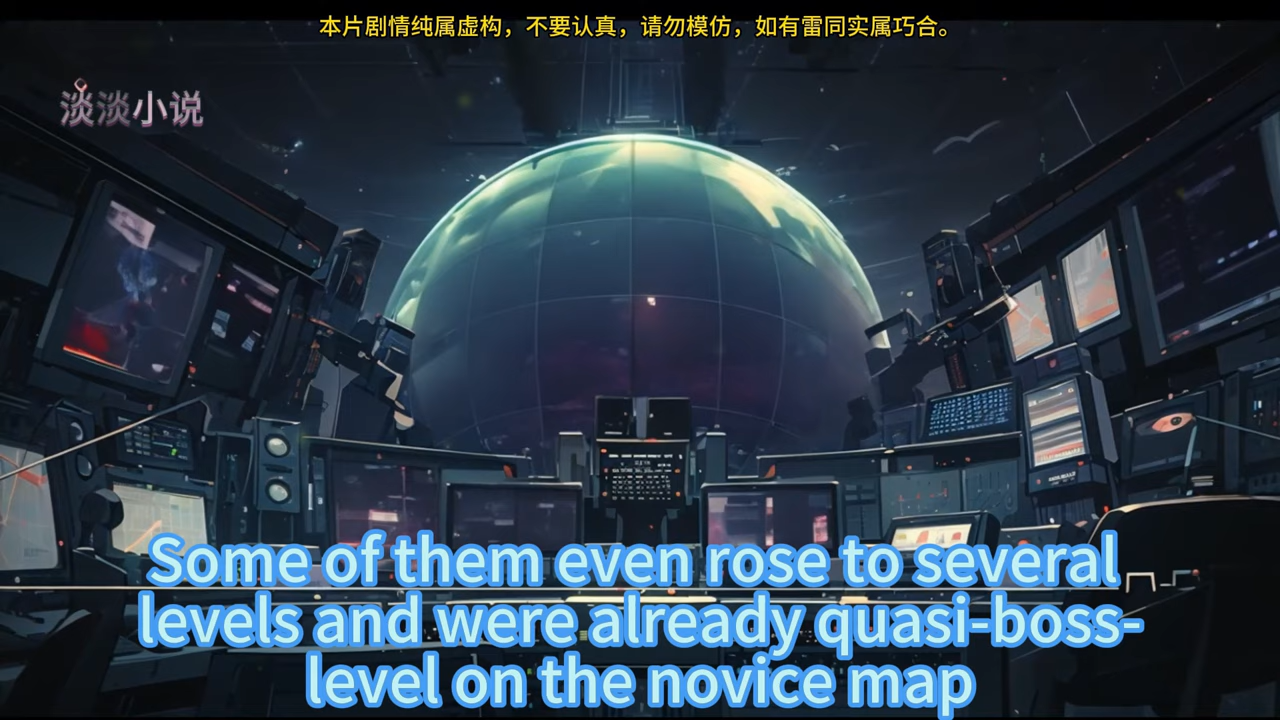 本片剧情纯属虚构，不要认真，请勿模仿，如有雷同实属巧合。
淡淡小说
Some of them even rose to several
levels and were already quasi-boss-
level on the novice map